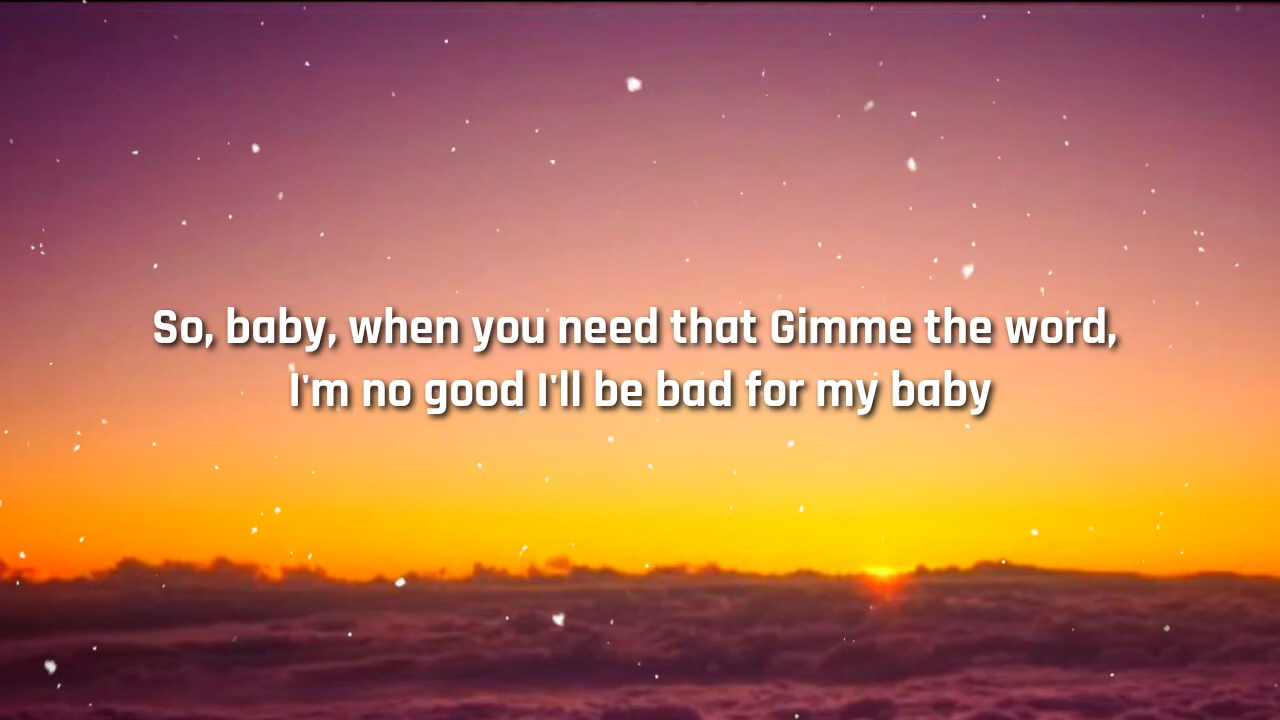 So, baby, when you need that Gimme the word,
I'm no good I'll be bad for my baby